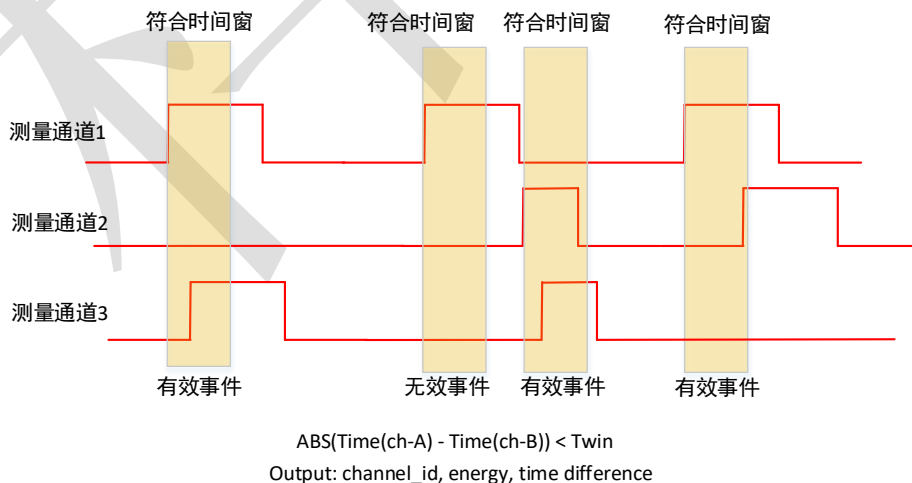 符合时间窗 符合时间窗 符合时间窗 符合时间窗
测量通道1
测量通道2
测量通道3
有效事件 无效事件 有效事件 有效事件
ABS(Time(ch-A) - Time(ch-B)) < Twin
Output: channel_id, energy, time difference